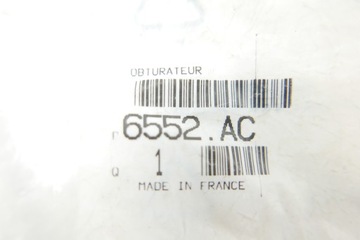 OBTURATEUR
P 6552.AC
Q 1
MADE IN FRANCE